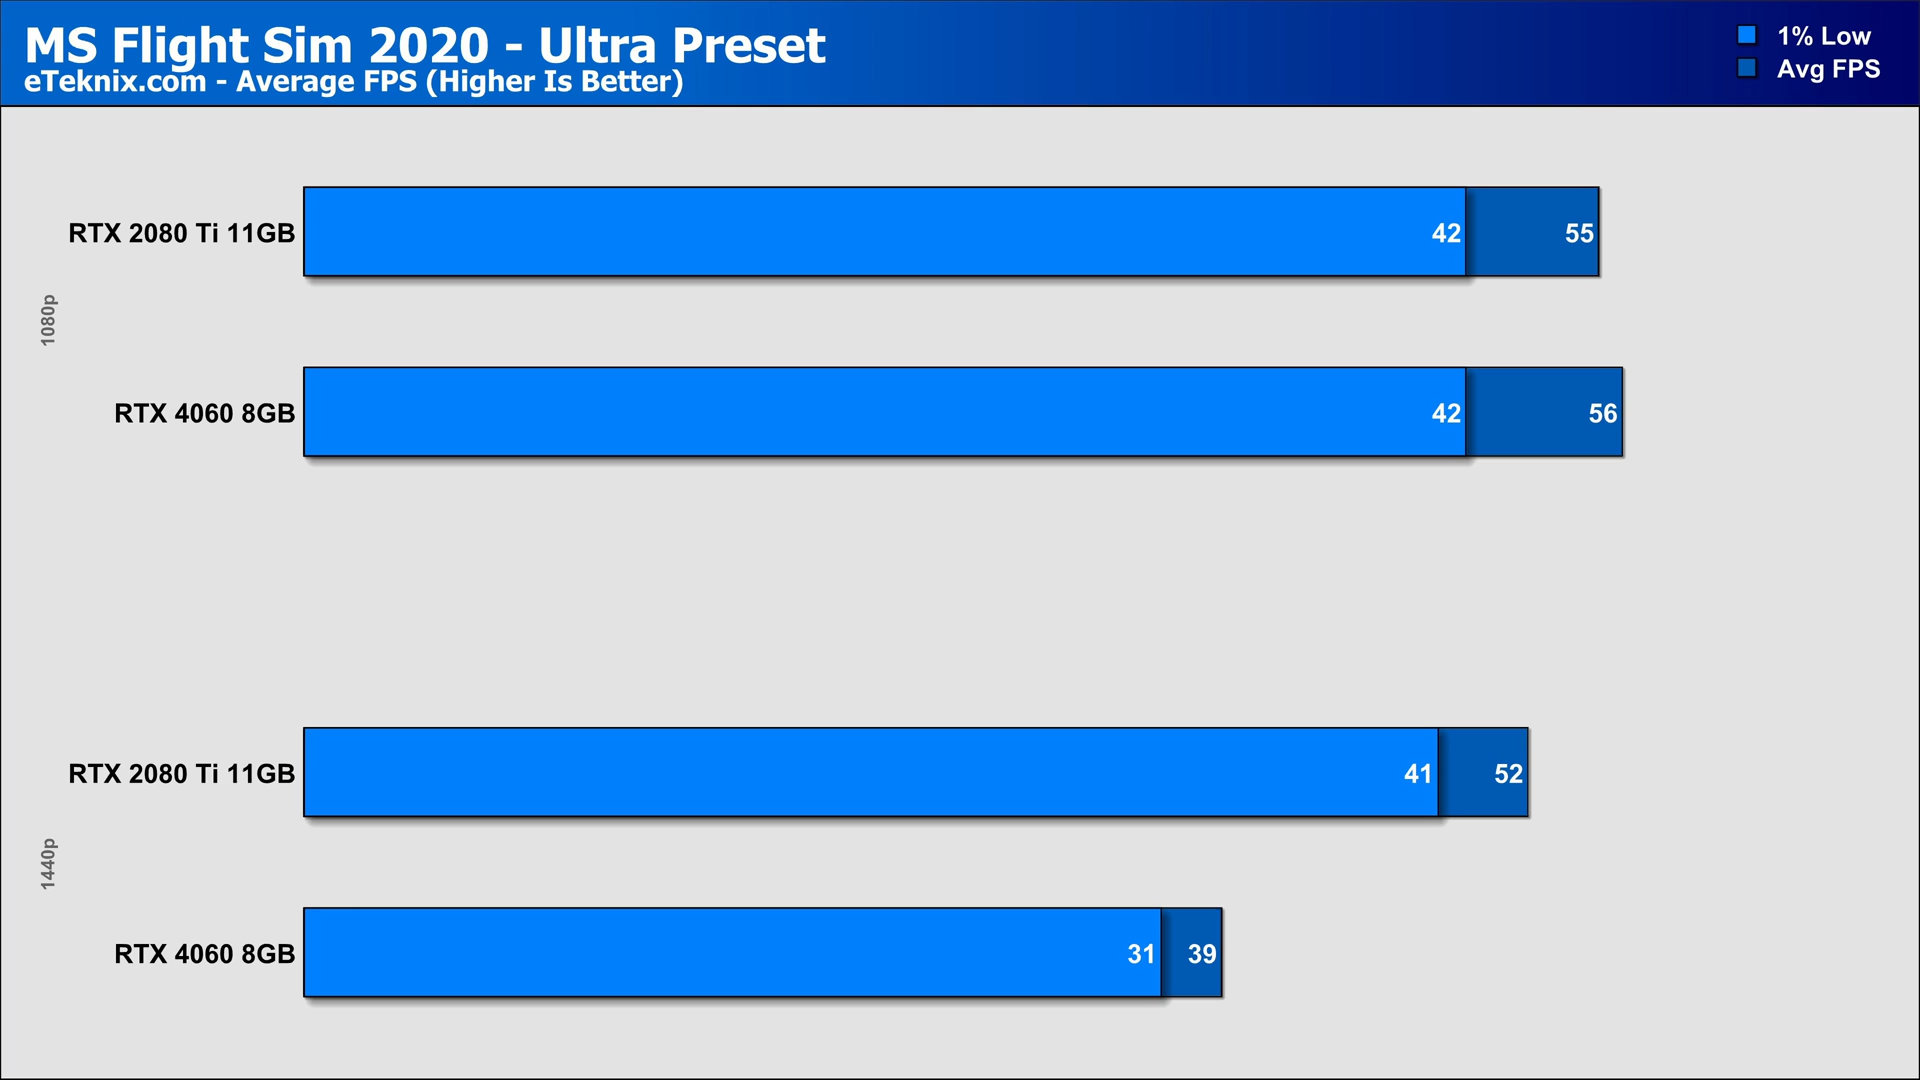 MS Flight Sim 2020 - Ultra Preset
eTeknix.com - Average FPS (Higher Is Better)
1% Low
Avg FPS
1080p
RTX 2080 Ti 11GB
42
55
RTX 4060 8GB
42
56
1440p
RTX 2080 Ti 11GB
41
52
RTX 4060 8GB
31
39